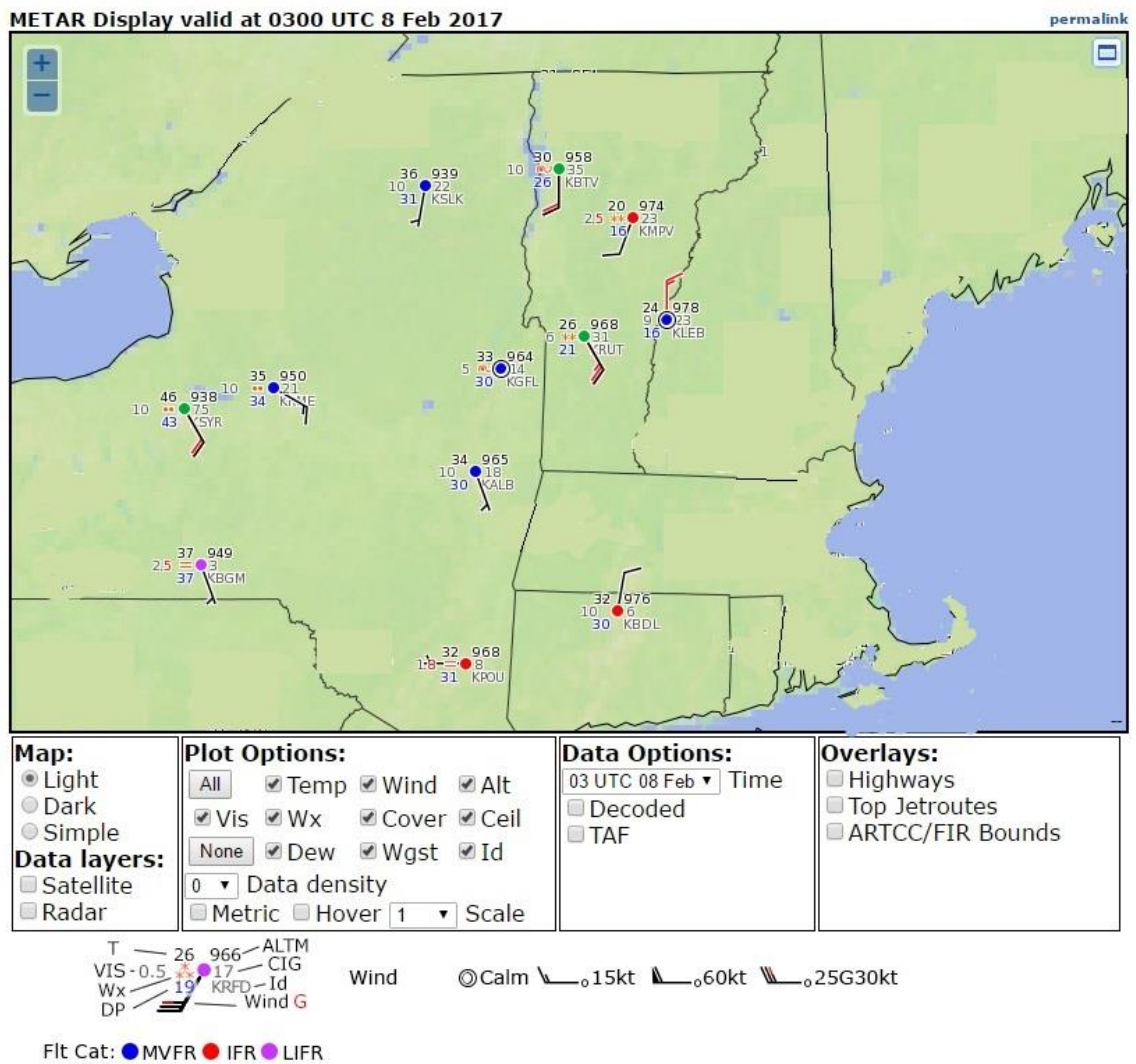 METAR Display valid at 0300 UTC 8 Feb 2017
permalink
+
−
36 939
10 22
31 KSLK
30 958
10 35
26 KBTV
20 974
2.5 23
16 KMPV
24 978
9 23
16 KLEB
26 968
6 31
21 KRUT
33 964
5 14
30 KGFL
35 950
10 21
34 KRME
46 938
10 75
43 KSYR
34 965
10 18
30 KALB
37 949
2.5 3
37 KBGM
32 976
10 6
30 KBDL
32 968
1.8 8
31 KPOU
1
Map:
Light
Dark
Simple
Data layers:
Satellite
Radar
Plot Options:
All Temp Wind Alt
Vis Wx Cover Ceil
None Dew Wgst Id
0 Data density
Metric Hover 1 Scale
Data Options:
03 UTC 08 Feb Time
Decoded
TAF
Overlays:
Highways
Top Jetroutes
ARTCC/FIR Bounds
T 26 966 ALTM
VIS 0.5 17 CIG
Wx 19 KRFD Id
DP Wind G
Wind Calm 15kt 60kt 25G30kt
Flt Cat: MVFR IFR LIFR